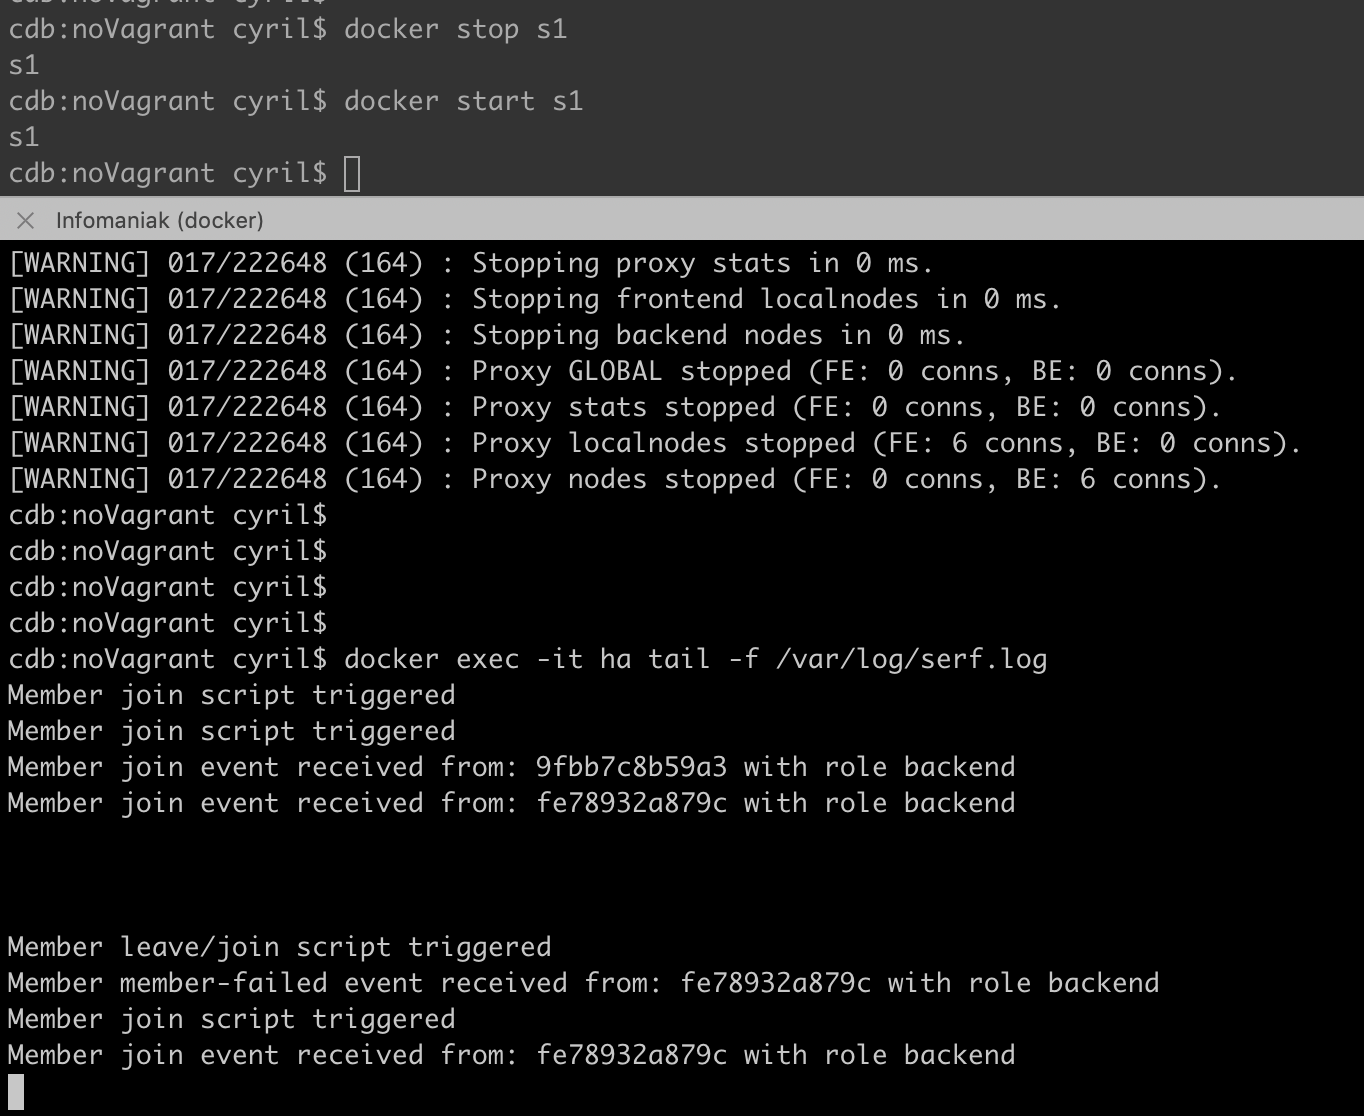 cdb:noVagrant cyril$
cdb:noVagrant cyril$ docker stop s1
s1
cdb:noVagrant cyril$ docker start s1
s1
cdb:noVagrant cyril$
Infomaniak (docker)
[WARNING] 017/222648 (164) : Stopping proxy stats in 0 ms.
[WARNING] 017/222648 (164) : Stopping frontend localnodes in 0 ms.
[WARNING] 017/222648 (164) : Stopping backend nodes in 0 ms.
[WARNING] 017/222648 (164) : Proxy GLOBAL stopped (FE: 0 conns, BE: 0 conns).
[WARNING] 017/222648 (164) : Proxy stats stopped (FE: 0 conns, BE: 0 conns).
[WARNING] 017/222648 (164) : Proxy localnodes stopped (FE: 6 conns, BE: 0 conns).
[WARNING] 017/222648 (164) : Proxy nodes stopped (FE: 0 conns, BE: 6 conns).
cdb:noVagrant cyril$
cdb:noVagrant cyril$
cdb:noVagrant cyril$
cdb:noVagrant cyril$
cdb:noVagrant cyril$ docker exec -it ha tail -f /var/log/serf.log
Member join script triggered
Member join script triggered
Member join event received from: 9fbb7c8b59a3 with role backend
Member join event received from: fe78932a879c with role backend
Member leave/join script triggered
Member member-failed event received from: fe78932a879c with role backend
Member join script triggered
Member join event received from: fe78932a879c with role backend